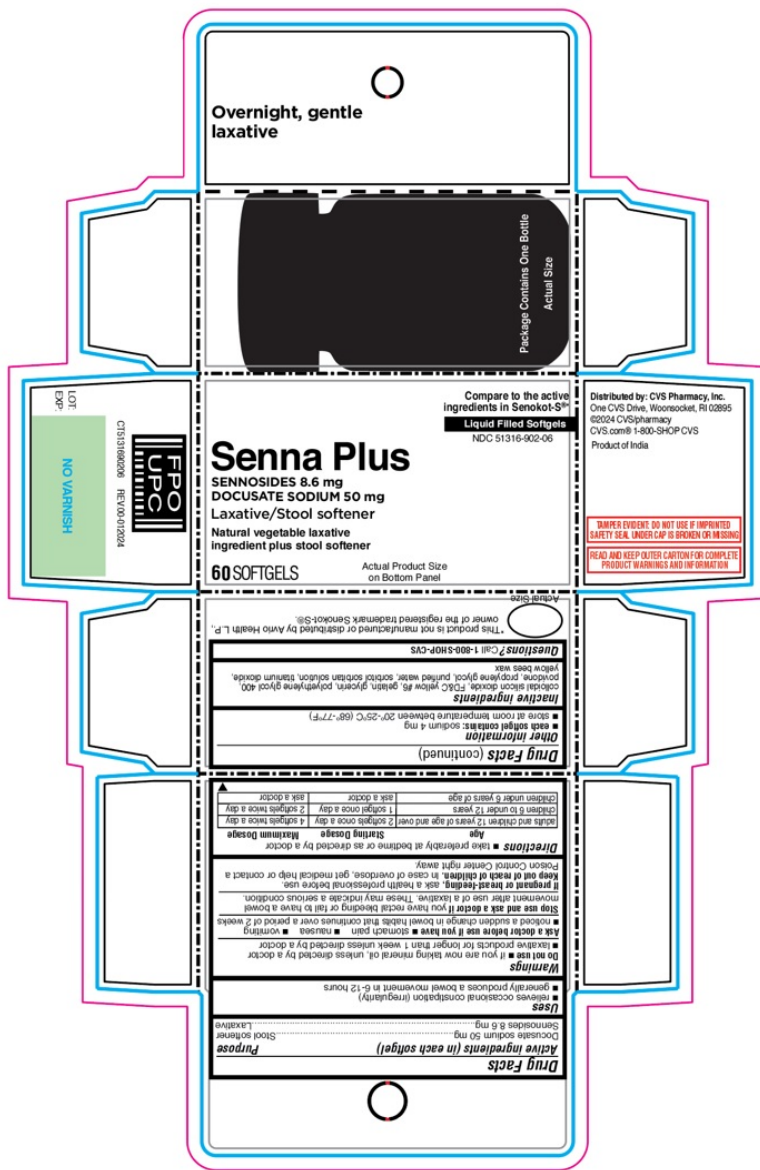 Overnight, gentle
laxative
Package Contains One Bottle
Actual Size
LOT:
EXP:
NO VARNISH
CT5131690206 REV00-012024
FPO
UPC
Compare to the active
ingredients in Senokot-S®*
Liquid Filled Softgels
NDC 51316-902-06
Senna Plus
SENNOSIDES 8.6 mg
DOCUSATE SODIUM 50 mg
Laxative/Stool softener
Natural vegetable laxative
ingredient plus stool softener
60 SOFTGELS
Actual Product Size
on Bottom Panel
Distributed by: CVS Pharmacy, Inc.
One CVS Drive, Woonsocket, RI 02895
©2024 CVS/pharmacy
CVS.com® 1-800-SHOP CVS
Product of India
TAMPER EVIDENT: DO NOT USE IF IMPRINTED
SAFETY SEAL UNDER CAP IS BROKEN OR MISSING
READ AND KEEP OUTER CARTON FOR COMPLETE
PRODUCT WARNINGS AND INFORMATION
Drug Facts
Active ingredients (in each softgel) Purpose
Docusate sodium 50 mg Stool softener
Sennosides 8.6 mg Laxative
Uses
■ relieves occasional constipation (irregularity)
■ generally produces a bowel movement in 6-12 hours
Warnings
Do not use ■ if you are now taking mineral oil, unless directed by a doctor
■ laxative products for longer than 1 week unless directed by a doctor
Ask a doctor before use if you have ■ stomach pain ■ nausea ■ vomiting
■ noticed a sudden change in bowel habits that continues over a period of 2 weeks
Stop use and ask a doctor if you have rectal bleeding or fail to have a bowel
movement after use of a laxative. These may indicate a serious condition.
If pregnant or breast-feeding, ask a health professional before use.
Keep out of reach of children. In case of overdose, get medical help or contact a
Poison Control Center right away.
Directions ■ take preferably at bedtime or as directed by a doctor
Age Starting Dosage Maximum Dosage
adults and children 12 years of age and over 2 softgels once a day 4 softgels twice a day
children 6 to under 12 years 1 softgel once a day 2 softgels twice a day
children under 6 years of age ask a doctor ask a doctor
Drug Facts (continued)
Other information
■ each softgel contains: sodium 4 mg
■ store at room temperature between 20°-25°C (68°-77°F)
Inactive ingredients
colloidal silicon dioxide, FD&C yellow #6, gelatin, glycerin, polyethylene glycol 400,
povidone, propylene glycol, purified water, sorbitol sorbitan solution, titanium dioxide,
yellow bees wax
Questions? Call 1-800-SHOP-CVS
*This product is not manufactured or distributed by Avrio Health L.P.,
owner of the registered trademark Senokot-S®.
Actual Size